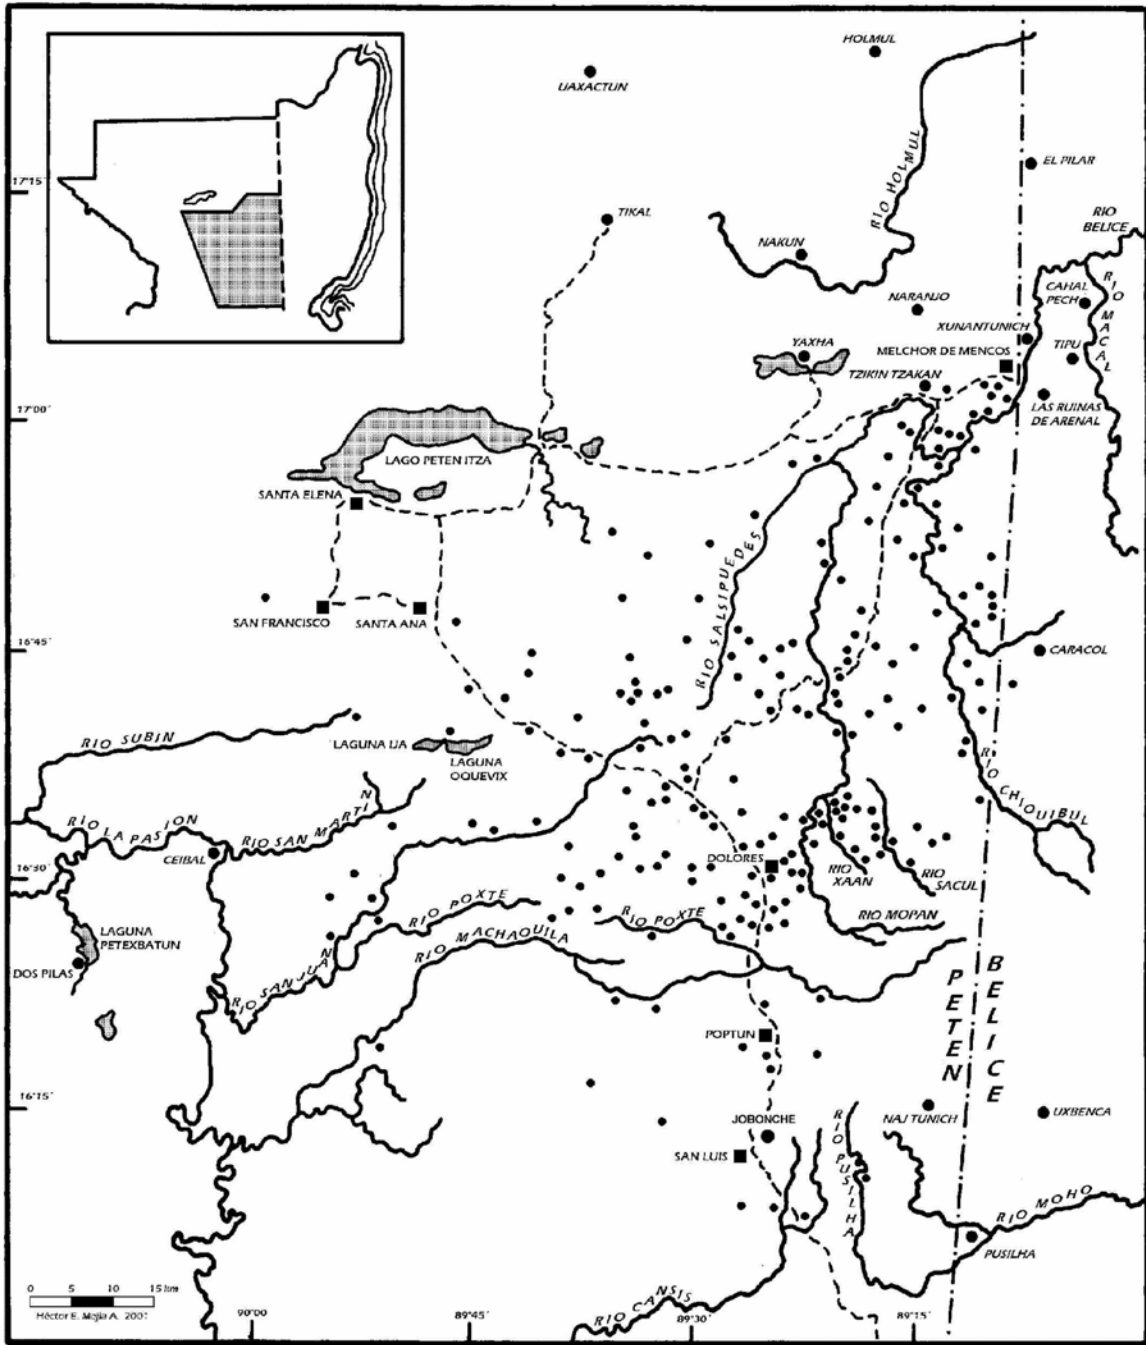 HOLMUL
UAXACTUN
RIO HOLMUL
EL PILAR
17°15´
TIKAL
RIO
BELICE
NAKUN
CAHAL
PECH
RIO MACAL
NARANJO
XUNANTUNICH
YAXHA
MELCHOR DE MENCOS
TIPU
TZIKIN TZAKAN
LAS RUINAS
DE ARENAL
17°00´
LAGO PETEN ITZA
SANTA ELENA
RIO SALSIPUEDES
SAN FRANCISCO
SANTA ANA
16°45´
CARACOL
RIO SUBIN
LAGUNA IJA
LAGUNA
OQUEVIX
RIO CHIQUIBUL
RIO LA PASION
RIO SAN MARTIN
CEIBAL
16°30´
DOLORES
RIO
XAAN
RIO
SACUL
RIO POXTE
RIO POXTE
RIO MOPAN
LAGUNA
PETEXBATUN
RIO MACHAQUILA
DOS PILAS
RIO SAN JUAN
PETEN
BELICE
POPTUN
16°15´
NAJ TUNICH
UXBENCA
JOBONCHE
RIO PUSILHA
SAN LUIS
RIO MOHO
PUSILHA
0 5 10 15 km
Héctor E. Mejía A. 2001
RIO CANSIS
90°00 89°45 89°30 89°15